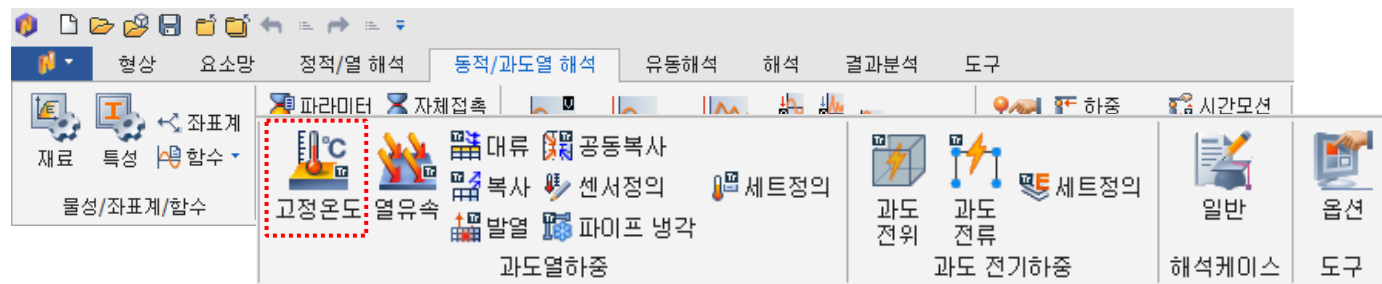 형상 요소망 정적/열 해석 동적/과도열 해석 유동해석 해석 결과분석 도구
파라미터 자체접촉 하중 시간모션
좌표계
재료 특성 함수
물성/좌표계/함수
°C
고정온도 열유속
대류 공동복사
복사 센서정의 세트정의
발열 파이프 냉각
과도열하중
과도
전위
과도
전류
세트정의
과도 전기하중
일반
해석케이스
옵션
도구